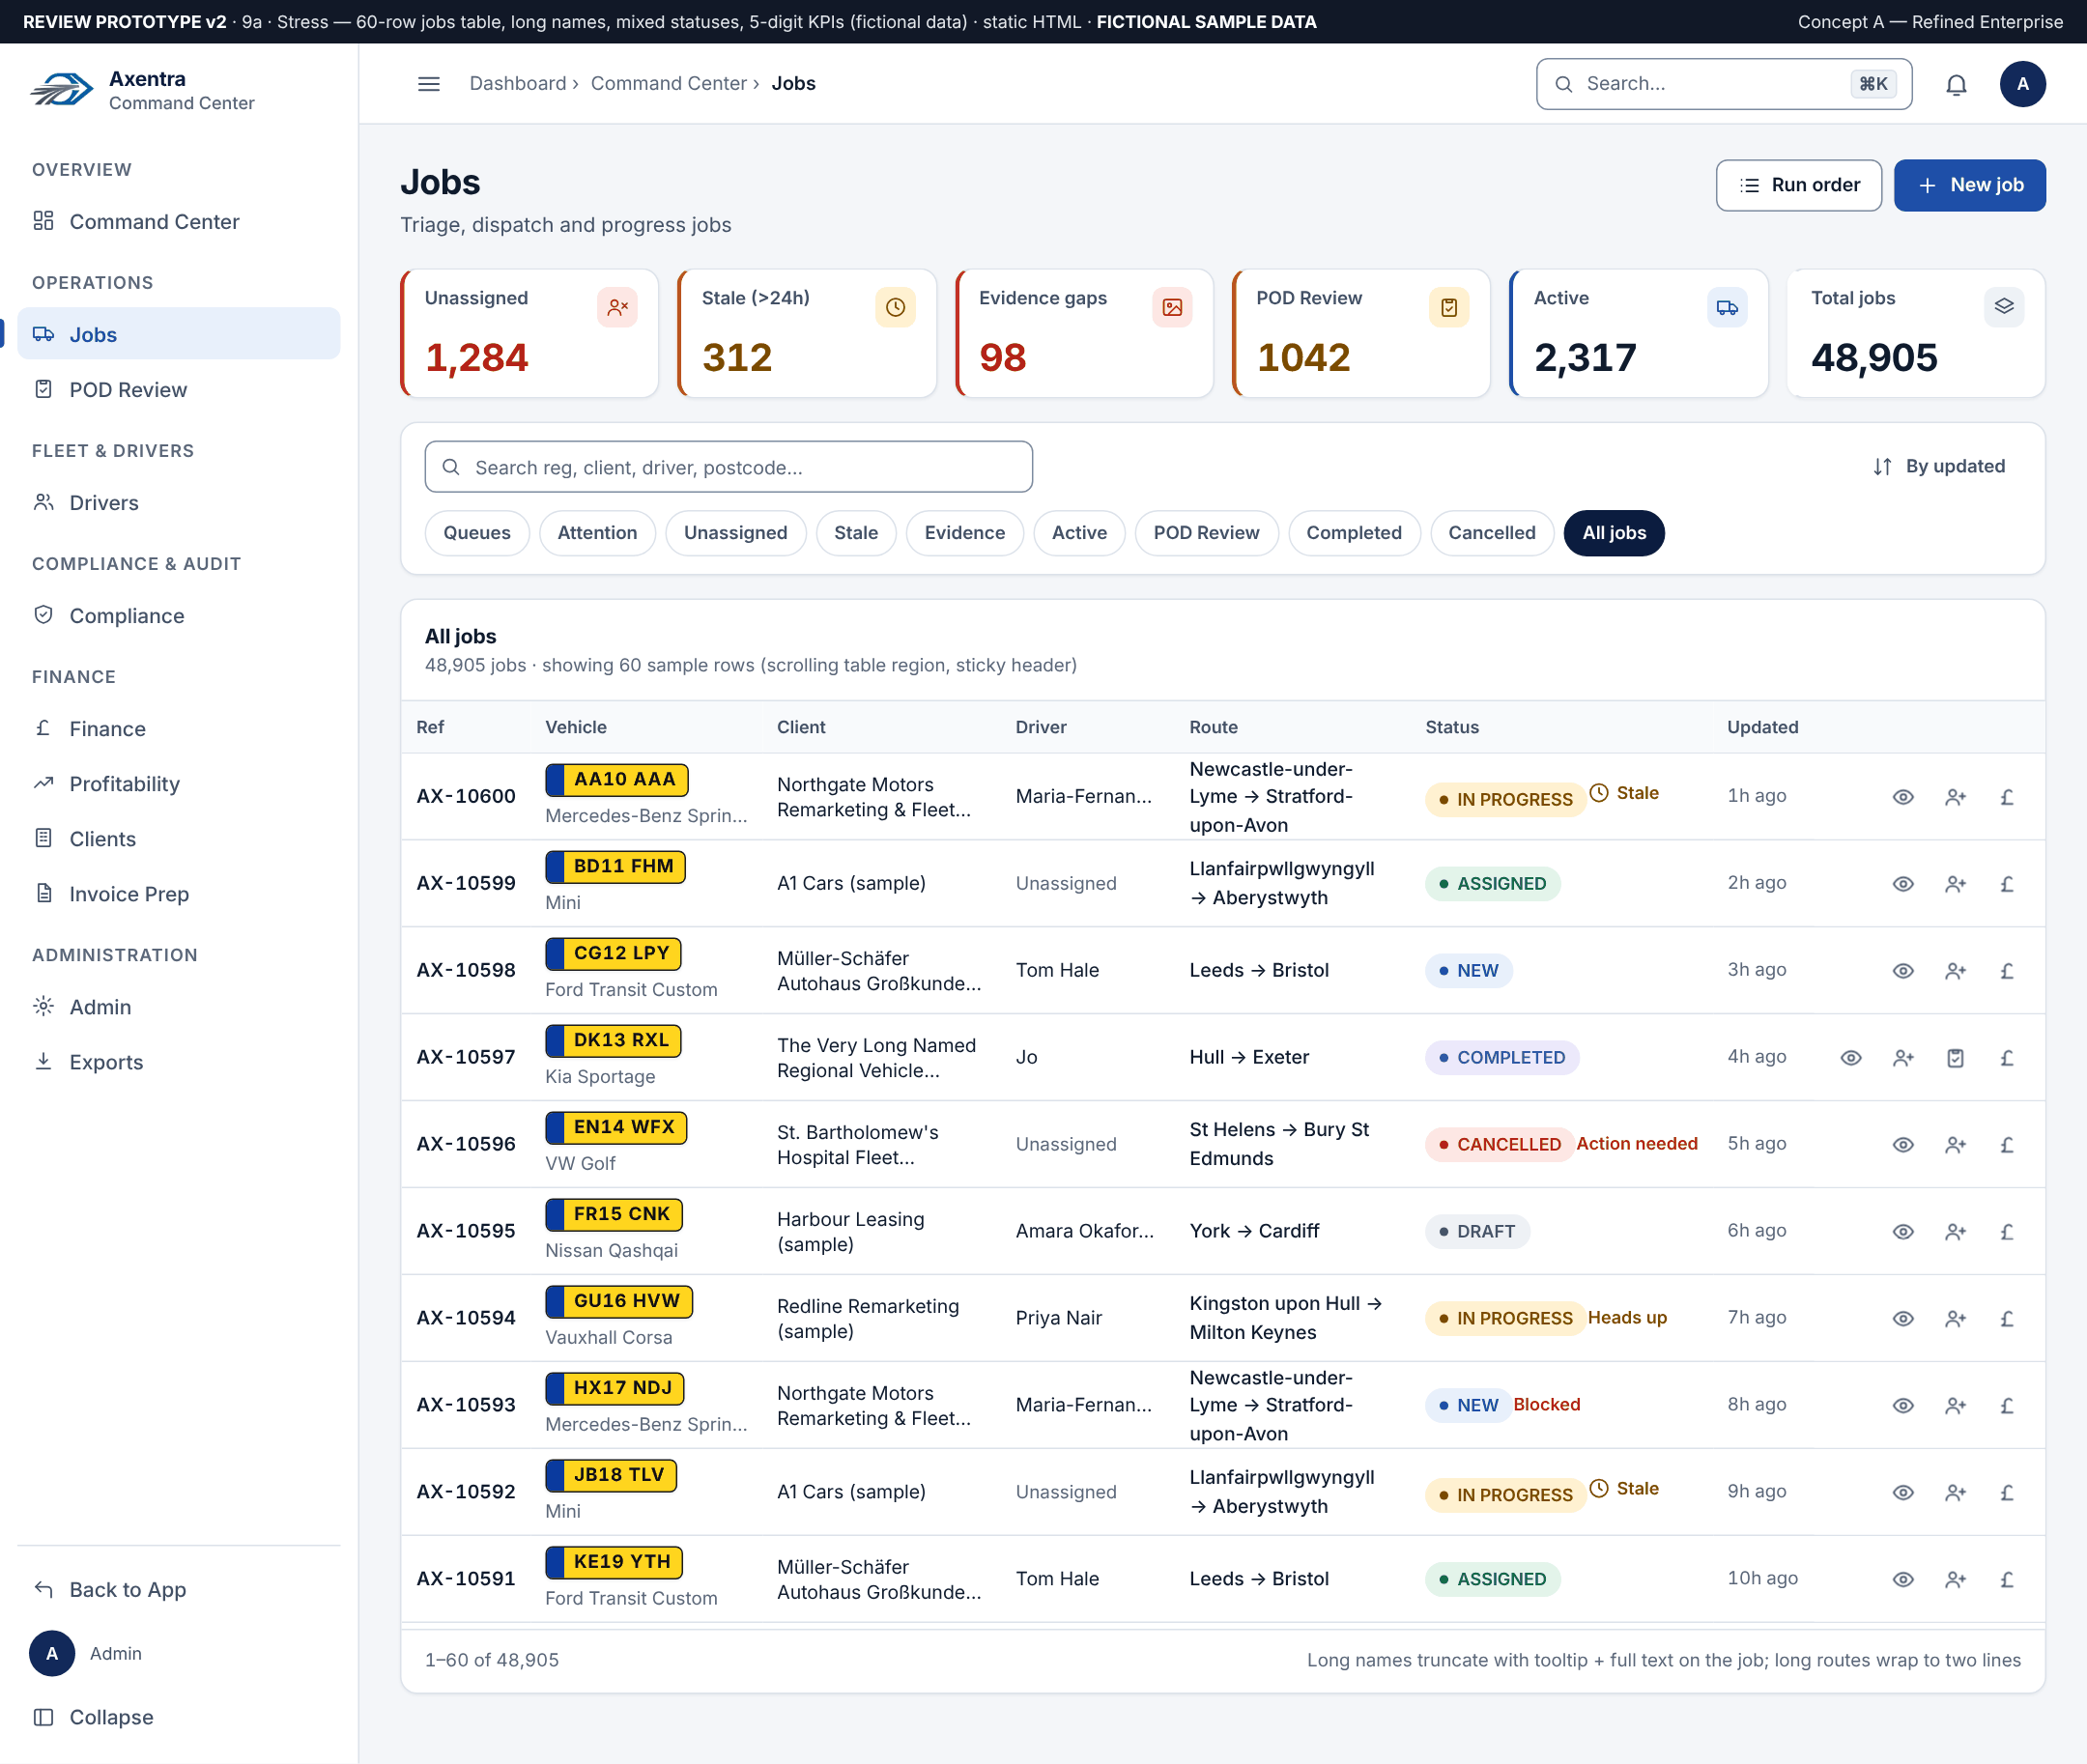 REVIEW PROTOTYPE v2 · 9a · Stress — 60-row jobs table, long names, mixed statuses, 5-digit KPIs (fictional data) · static HTML · FICTIONAL SAMPLE DATA
Concept A — Refined Enterprise
Axentra
Command Center
Dashboard › Command Center › Jobs
Search...
⌘K
A
OVERVIEW
Command Center
OPERATIONS
Jobs
POD Review
FLEET & DRIVERS
Drivers
COMPLIANCE & AUDIT
Compliance
FINANCE
Finance
Profitability
Clients
Invoice Prep
ADMINISTRATION
Admin
Exports
Back to App
A Admin
Collapse
Jobs
Triage, dispatch and progress jobs
Run order
New job
Unassigned
1,284
Stale (>24h)
312
Evidence gaps
98
POD Review
1042
Active
2,317
Total jobs
48,905
Search reg, client, driver, postcode...
By updated
Queues Attention Unassigned Stale Evidence Active POD Review Completed Cancelled All jobs
All jobs
48,905 jobs · showing 60 sample rows (scrolling table region, sticky header)
Ref Vehicle Client Driver Route Status Updated
AX-10600
AA10 AAA
Mercedes-Benz Sprin...
Northgate Motors
Remarketing & Fleet...
Maria-Fernan...
Newcastle-under-
Lyme → Stratford-
upon-Avon
IN PROGRESS
Stale
1h ago
£
AX-10599
BD11 FHM
Mini
A1 Cars (sample)
Unassigned
Llanfairpwllgwyngyll
→ Aberystwyth
ASSIGNED
2h ago
£
AX-10598
CG12 LPY
Ford Transit Custom
Müller-Schäfer
Autohaus Großkunde...
Tom Hale
Leeds → Bristol
NEW
3h ago
£
AX-10597
DK13 RXL
Kia Sportage
The Very Long Named
Regional Vehicle...
Jo
Hull → Exeter
COMPLETED
4h ago
£
AX-10596
EN14 WFX
VW Golf
St. Bartholomew's
Hospital Fleet...
Unassigned
St Helens → Bury St
Edmunds
CANCELLED
Action needed
5h ago
£
AX-10595
FR15 CNK
Nissan Qashqai
Harbour Leasing
(sample)
Amara Okafor...
York → Cardiff
DRAFT
6h ago
£
AX-10594
GU16 HVW
Vauxhall Corsa
Redline Remarketing
(sample)
Priya Nair
Kingston upon Hull →
Milton Keynes
IN PROGRESS
Heads up
7h ago
£
AX-10593
HX17 NDJ
Mercedes-Benz Sprin...
Northgate Motors
Remarketing & Fleet...
Maria-Fernan...
Newcastle-under-
Lyme → Stratford-
upon-Avon
NEW
Blocked
8h ago
£
AX-10592
JB18 TLV
Mini
A1 Cars (sample)
Unassigned
Llanfairpwllgwyngyll
→ Aberystwyth
IN PROGRESS
Stale
9h ago
£
AX-10591
KE19 YTH
Ford Transit Custom
Müller-Schäfer
Autohaus Großkunde...
Tom Hale
Leeds → Bristol
ASSIGNED
10h ago
£
1–60 of 48,905
Long names truncate with tooltip + full text on the job; long routes wrap to two lines